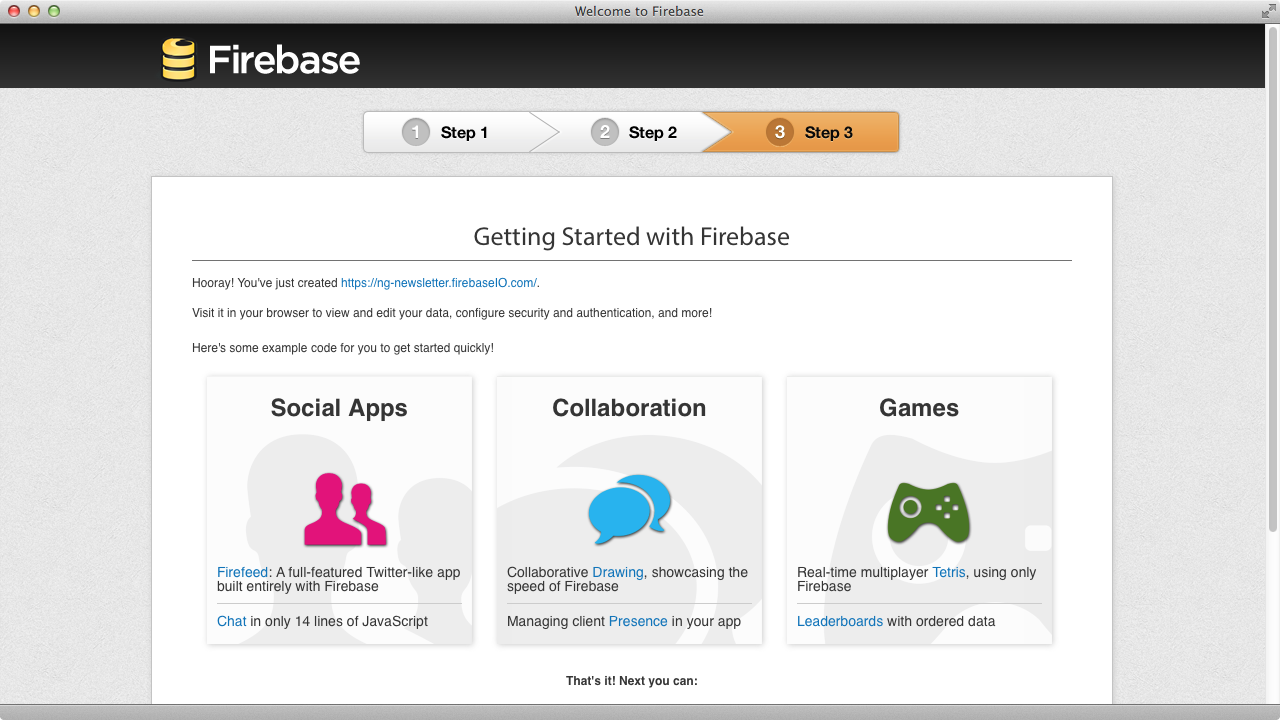 Welcome to Firebase
Firebase
1 Step 1 2 Step 2 3 Step 3
Getting Started with Firebase
Hooray! You've just created https://ng-newsletter.firebaseIO.com/.
Visit it in your browser to view and edit your data, configure security and authentication, and more!
Here's some example code for you to get started quickly!
Social Apps
Firefeed: A full-featured Twitter-like app
built entirely with Firebase
Chat in only 14 lines of JavaScript
Collaboration
Collaborative Drawing, showcasing the
speed of Firebase
Managing client Presence in your app
Games
Real-time multiplayer Tetris, using only
Firebase
Leaderboards with ordered data
That's it! Next you can: